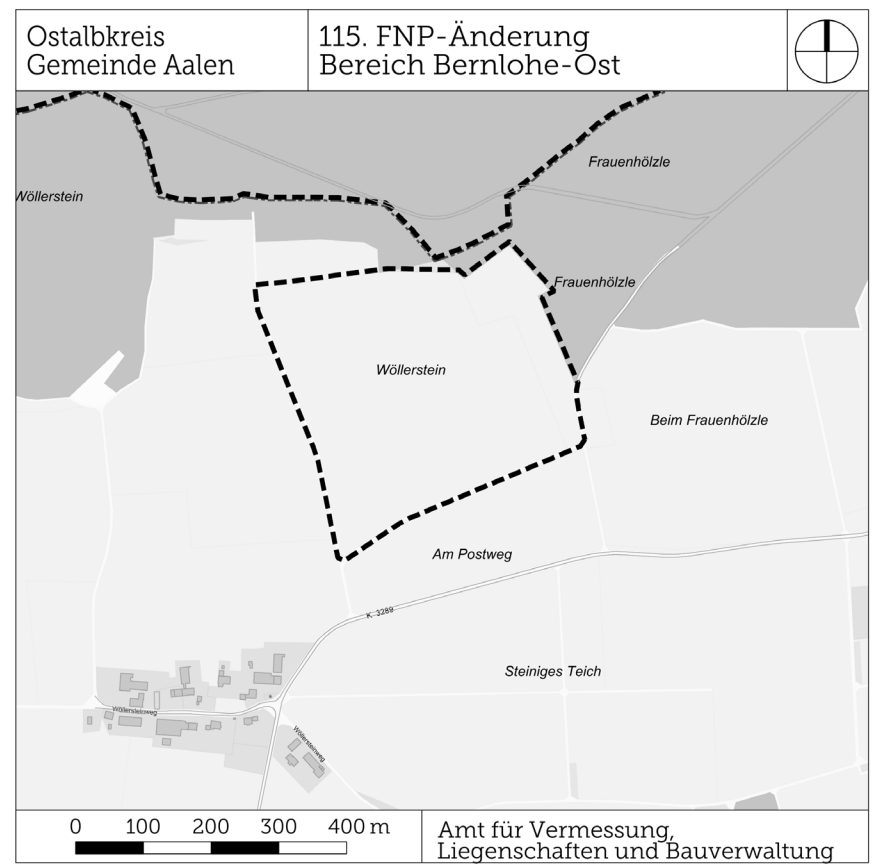 Ostalbkreis
Gemeinde Aalen
115. FNP-Änderung
Bereich Bernlohe-Ost
Frauenhölzle
Wöllerstein
Frauenhölzle
Wöllerstein
Beim Frauenhölzle
Am Postweg
K 3289
Steiniges Teich
Wöllersteinweg
Wöllersteinweg
0 100 200 300 400 m
Amt für Vermessung,
Liegenschaften und Bauverwaltung